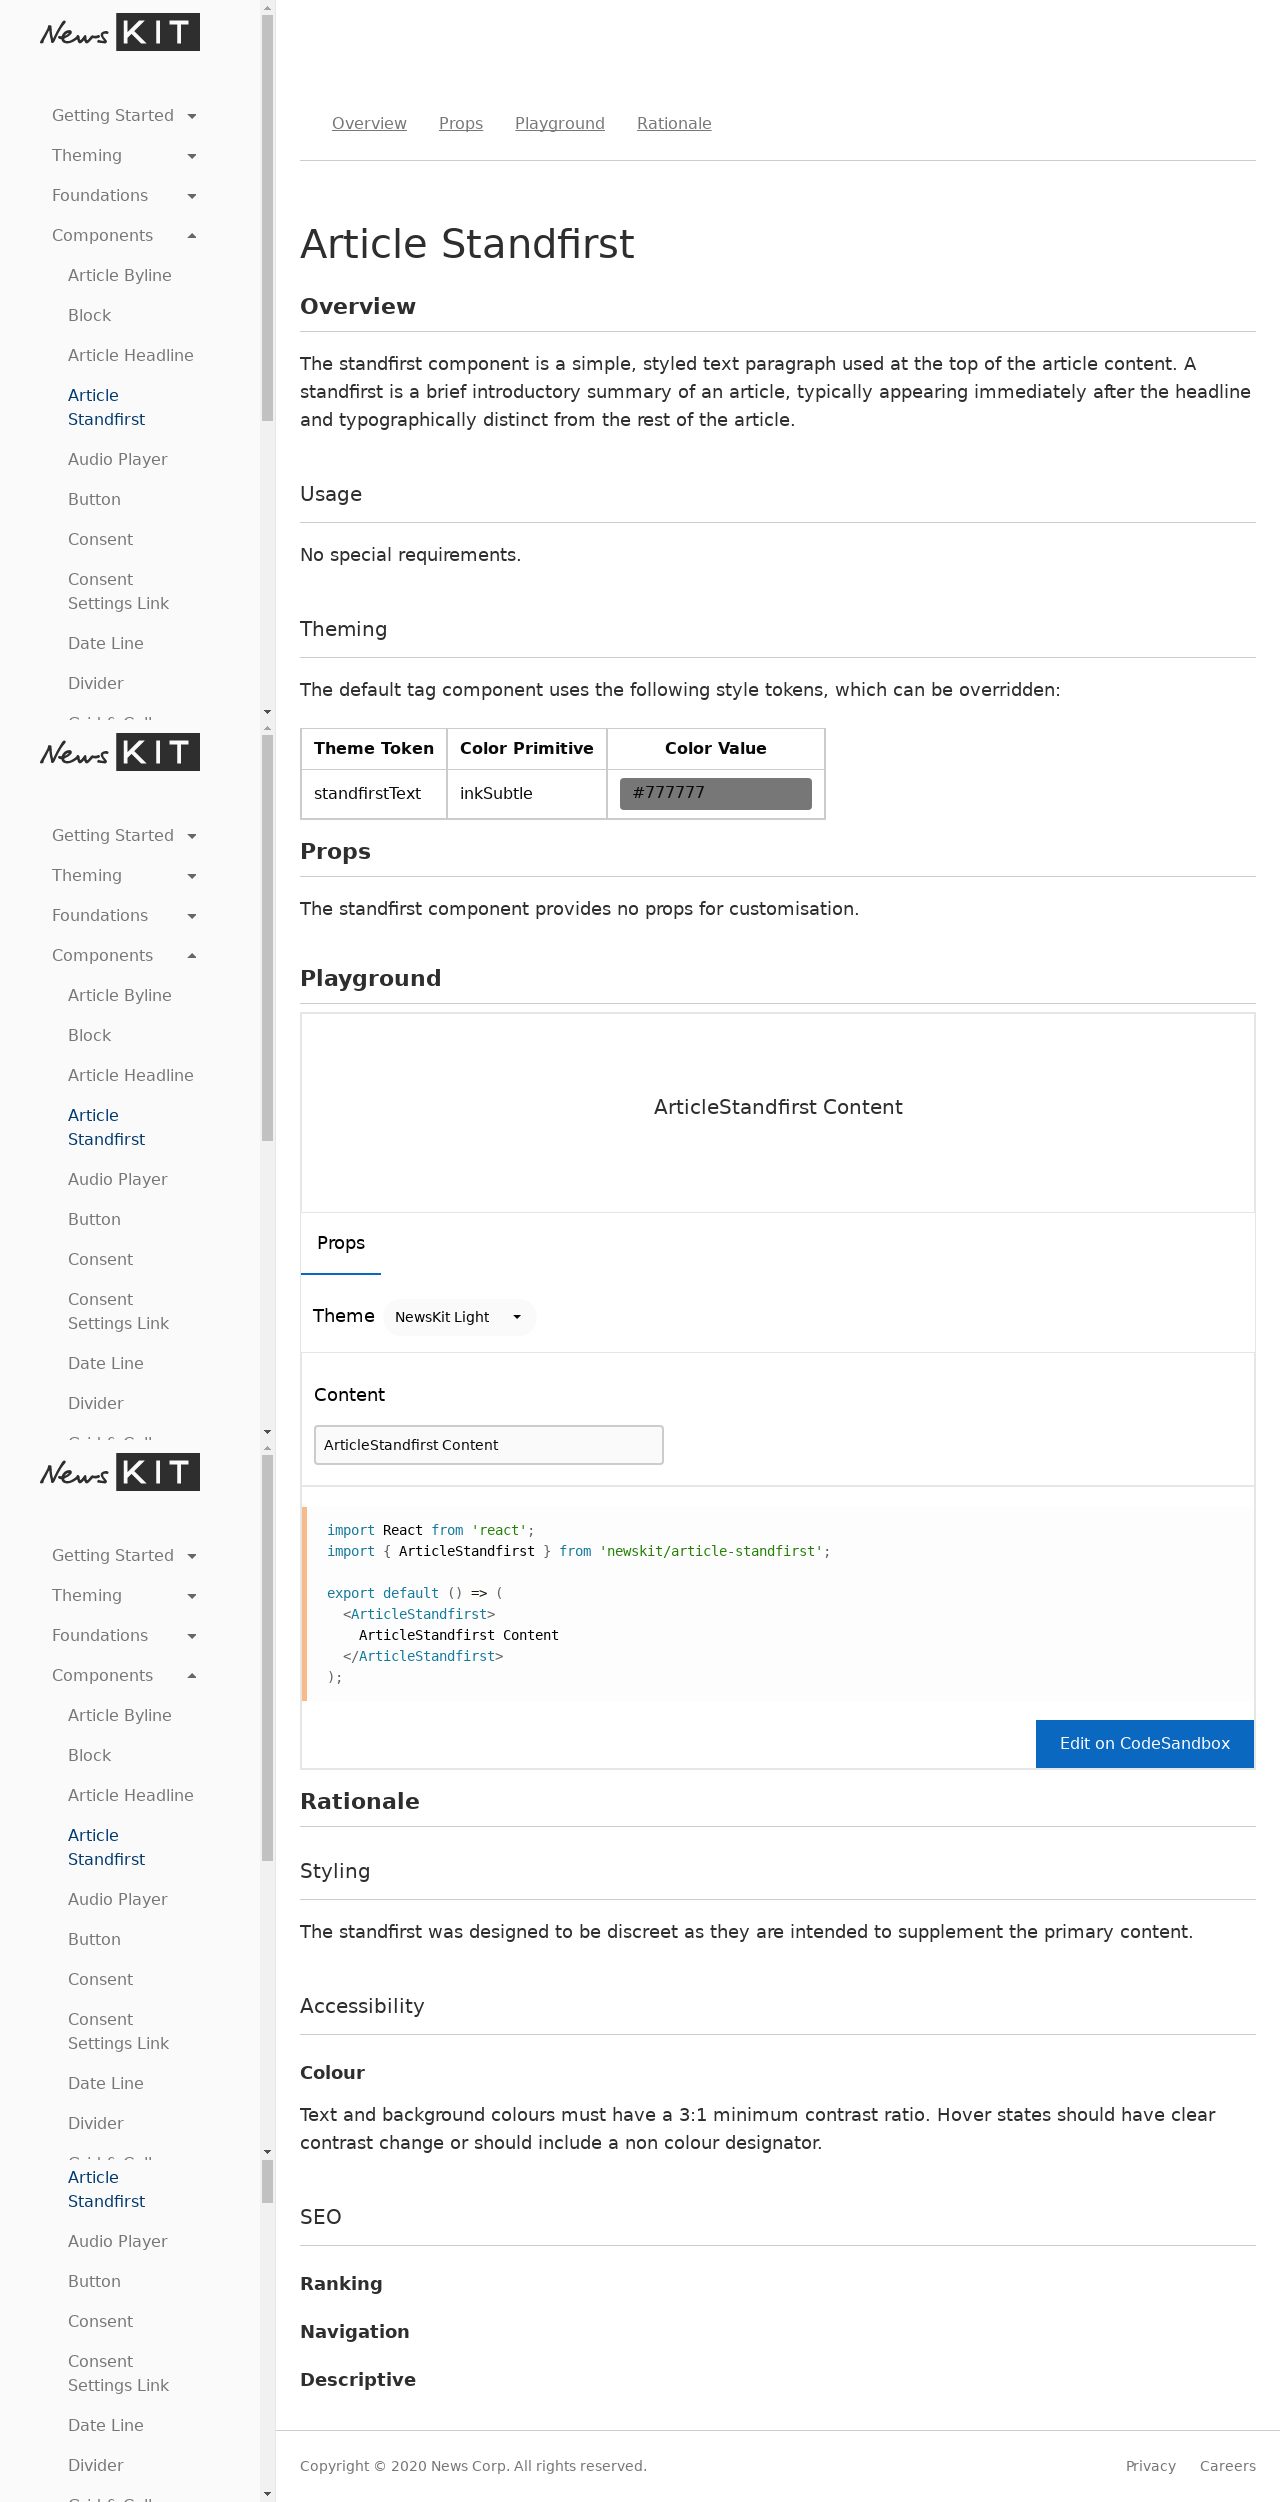 News KIT
Getting Started
Theming
Foundations
Components
Article Byline
Block
Article Headline
Article
Standfirst
Audio Player
Button
Consent
Consent
Settings Link
Date Line
Divider
News KIT
Getting Started
Theming
Foundations
Components
Article Byline
Block
Article Headline
Article
Standfirst
Audio Player
Button
Consent
Consent
Settings Link
Date Line
Divider
News KIT
Getting Started
Theming
Foundations
Components
Article Byline
Block
Article Headline
Article
Standfirst
Audio Player
Button
Consent
Consent
Settings Link
Date Line
Divider
Article
Standfirst
Audio Player
Button
Consent
Consent
Settings Link
Date Line
Divider
Overview Props Playground Rationale
Article Standfirst
Overview
The standfirst component is a simple, styled text paragraph used at the top of the article content. A
standfirst is a brief introductory summary of an article, typically appearing immediately after the headline
and typographically distinct from the rest of the article.
Usage
No special requirements.
Theming
The default tag component uses the following style tokens, which can be overridden:
Theme Token Color Primitive Color Value
standfirstText inkSubtle #777777
Props
The standfirst component provides no props for customisation.
Playground
ArticleStandfirst Content
Props
Theme NewsKit Light
Content
ArticleStandfirst Content
import React from 'react';
import { ArticleStandfirst } from 'newskit/article-standfirst';
export default () => (
<ArticleStandfirst>
ArticleStandfirst Content
</ArticleStandfirst>
);
Edit on CodeSandbox
Rationale
Styling
The standfirst was designed to be discreet as they are intended to supplement the primary content.
Accessibility
Colour
Text and background colours must have a 3:1 minimum contrast ratio. Hover states should have clear
contrast change or should include a non colour designator.
SEO
Ranking
Navigation
Descriptive
Copyright © 2020 News Corp. All rights reserved. Privacy Careers